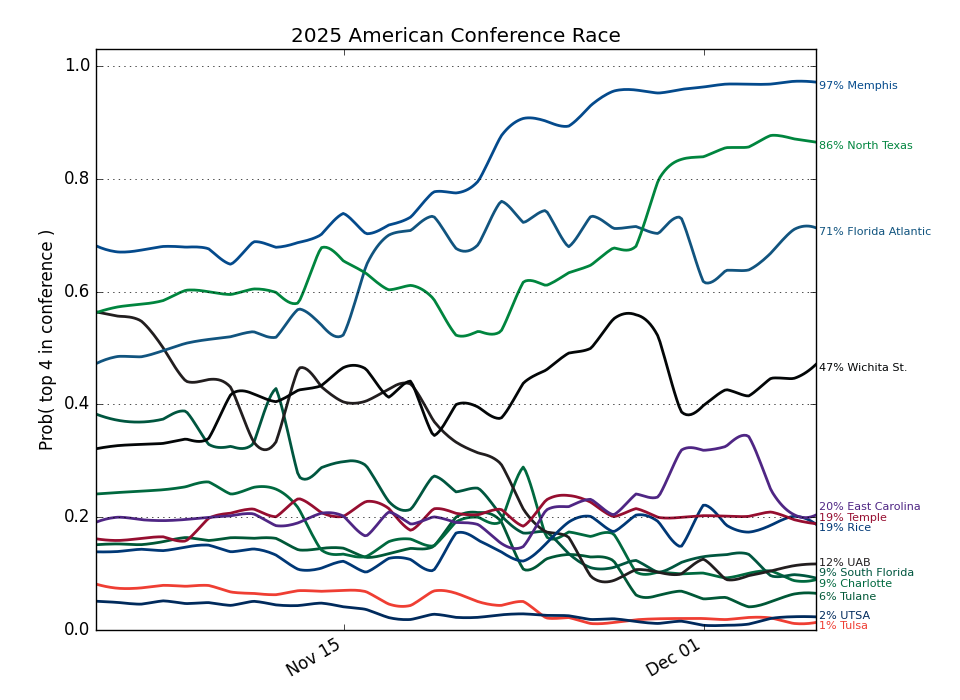 2025 American Conference Race
1.0
0.8
0.6
0.4
0.2
0.0
Prob( top 4 in conference )
Nov 15
Dec 01
97% Memphis
86% North Texas
71% Florida Atlantic
47% Wichita St.
20% East Carolina
19% Temple
19% Rice
12% UAB
9% South Florida
9% Charlotte
6% Tulane
2% UTSA
1% Tulsa